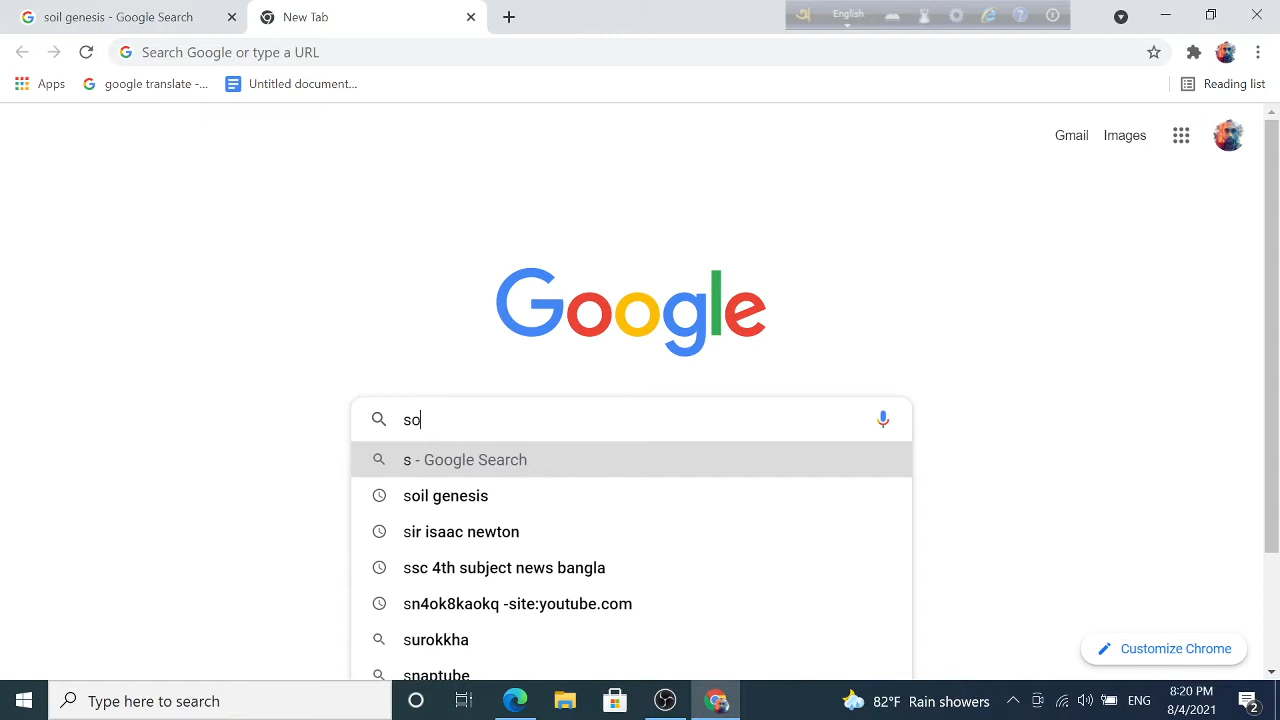 soil genesis - Google Search
New Tab
English
Search Google or type a URL
Apps
google translate -...
Untitled document...
Reading list
Gmail
Images
Google
so
s - Google Search
soil genesis
sir isaac newton
ssc 4th subject news bangla
sn4ok8kaokq -site:youtube.com
surokkha
snaptube
Customize Chrome
Type here to search
82°F Rain showers
ENG
8:20 PM
8/4/2021
2